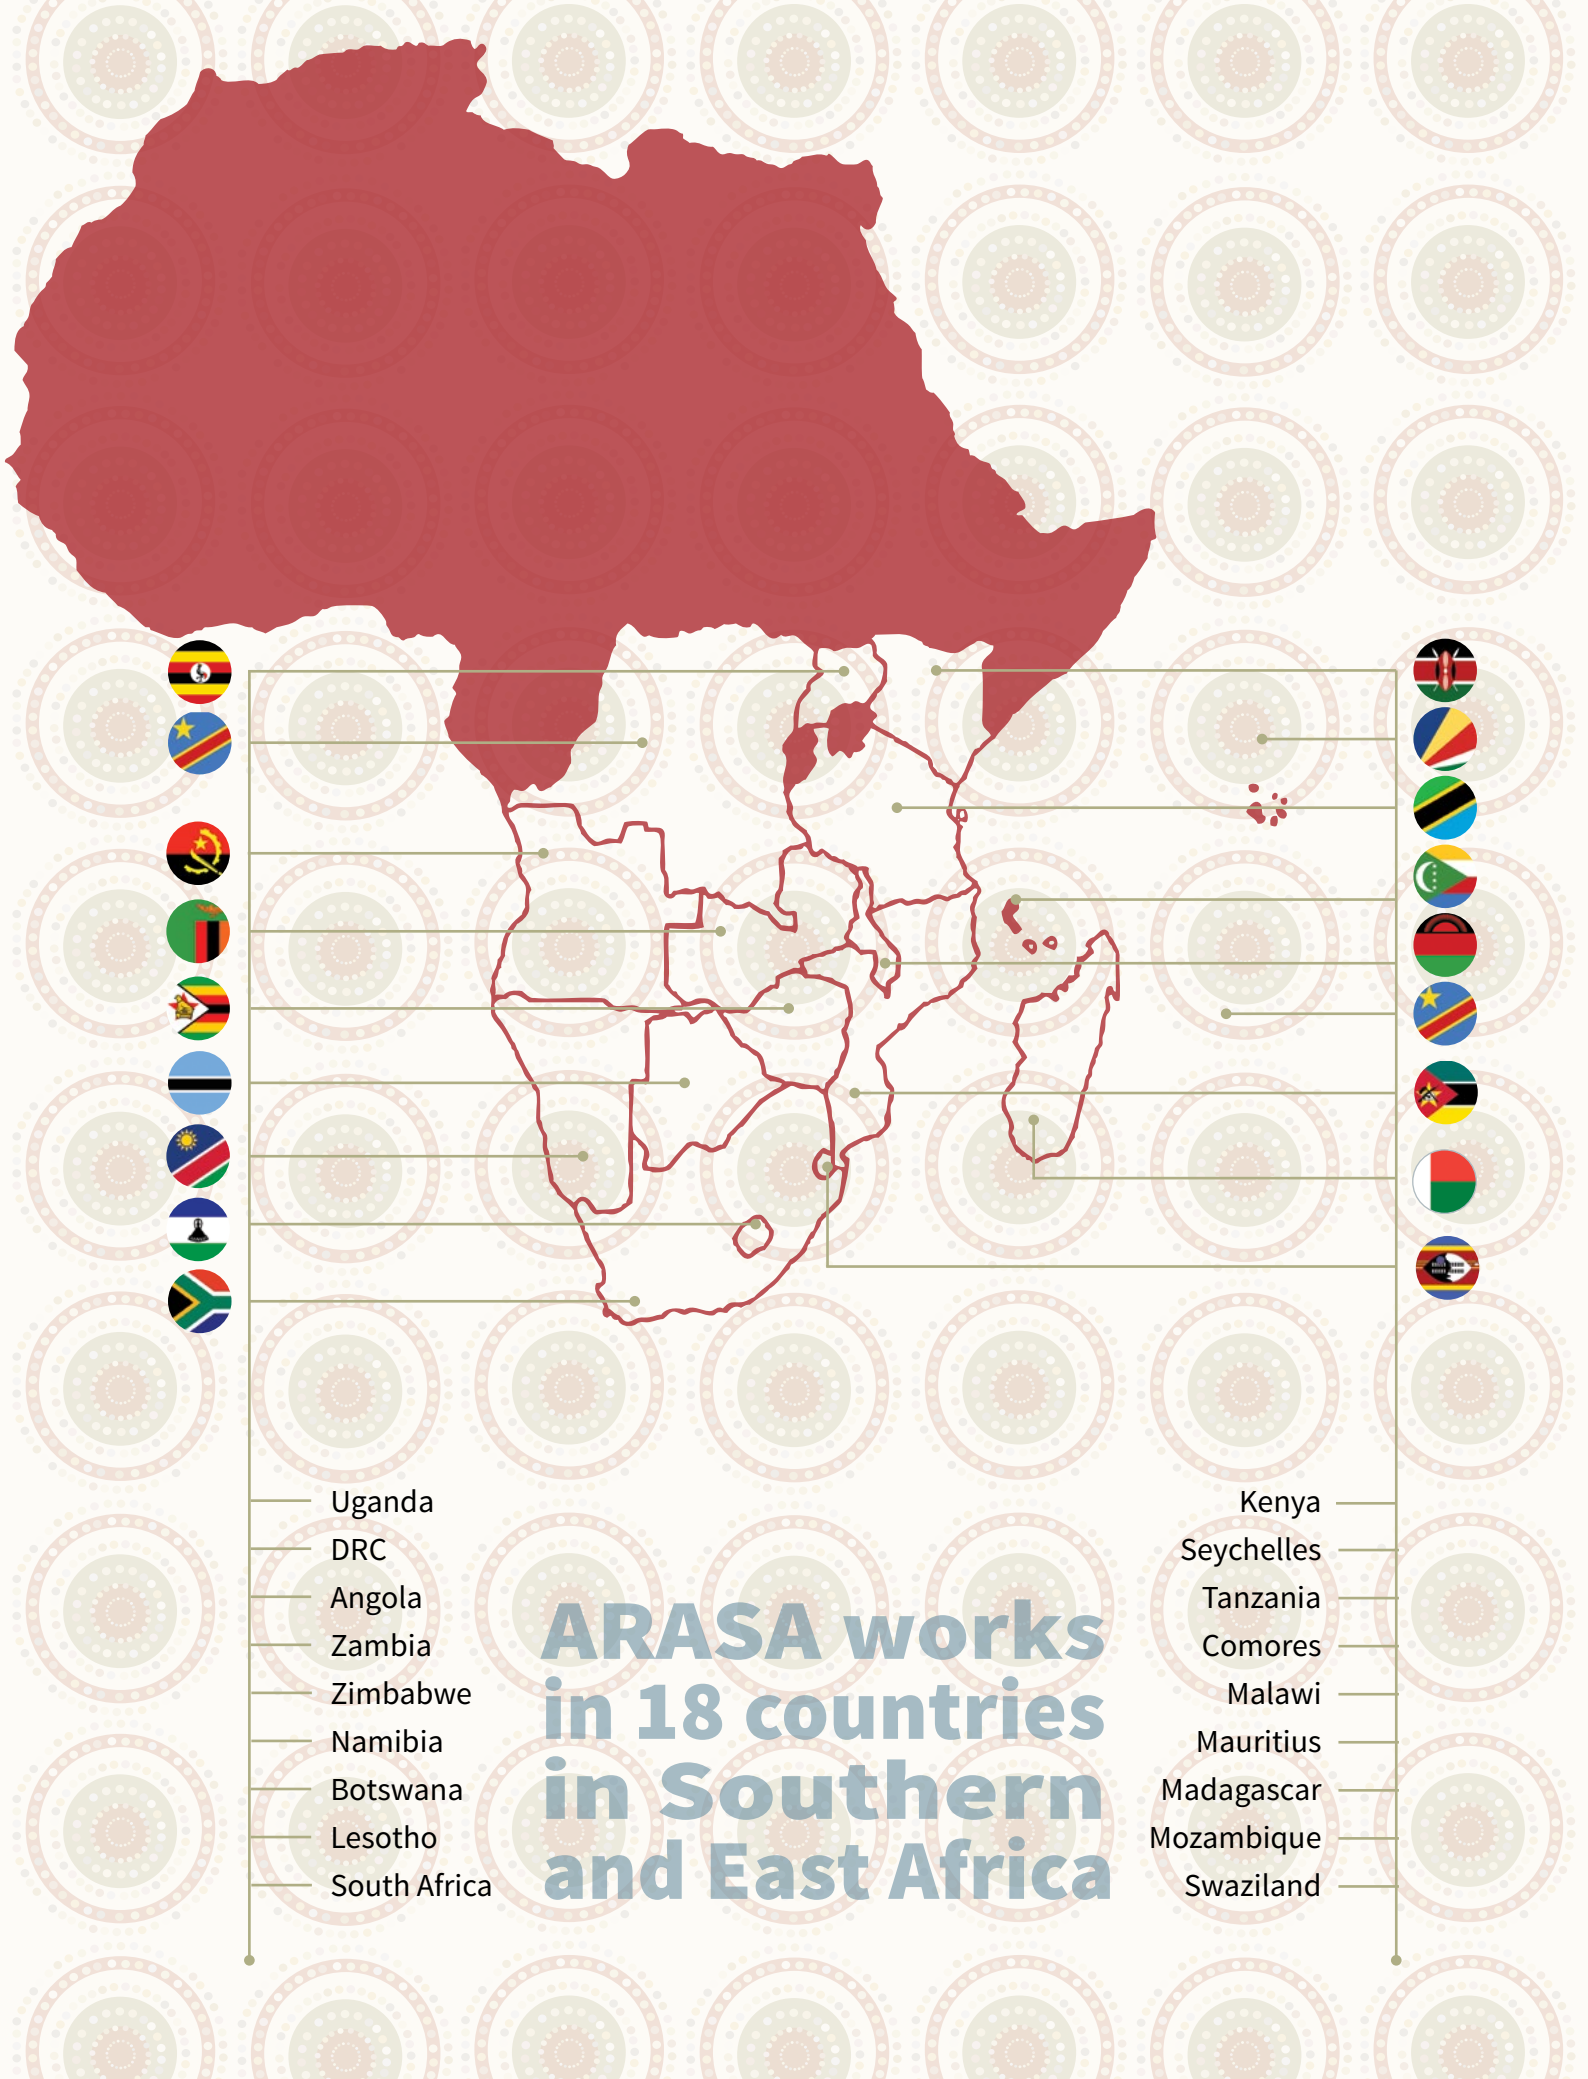 Uganda
DRC
Angola
Zambia
Zimbabwe
Namibia
Botswana
Lesotho
South Africa
ARASA works
in 18 countries
in Southern
and East Africa
Kenya
Seychelles
Tanzania
Comores
Malawi
Mauritius
Madagascar
Mozambique
Swaziland